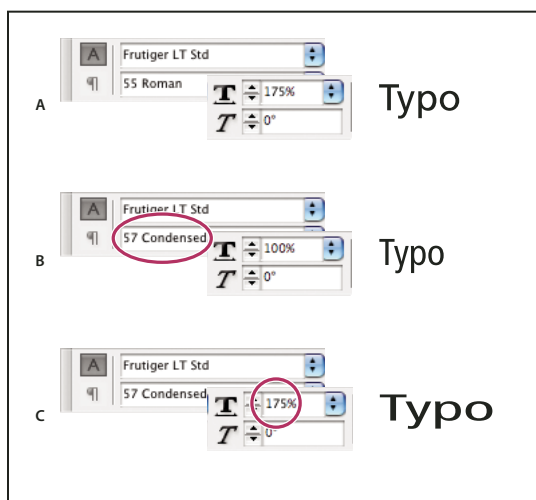 A
Frutiger LT Std
¶
55 Roman
T
175%
T
0°
Typo
A
B
Frutiger LT Std
A
¶
57 Condensed
T
100%
T
0°
Typo
C
A
Frutiger LT Std
¶
57 Condensed
T
175%
T
0°
Typo